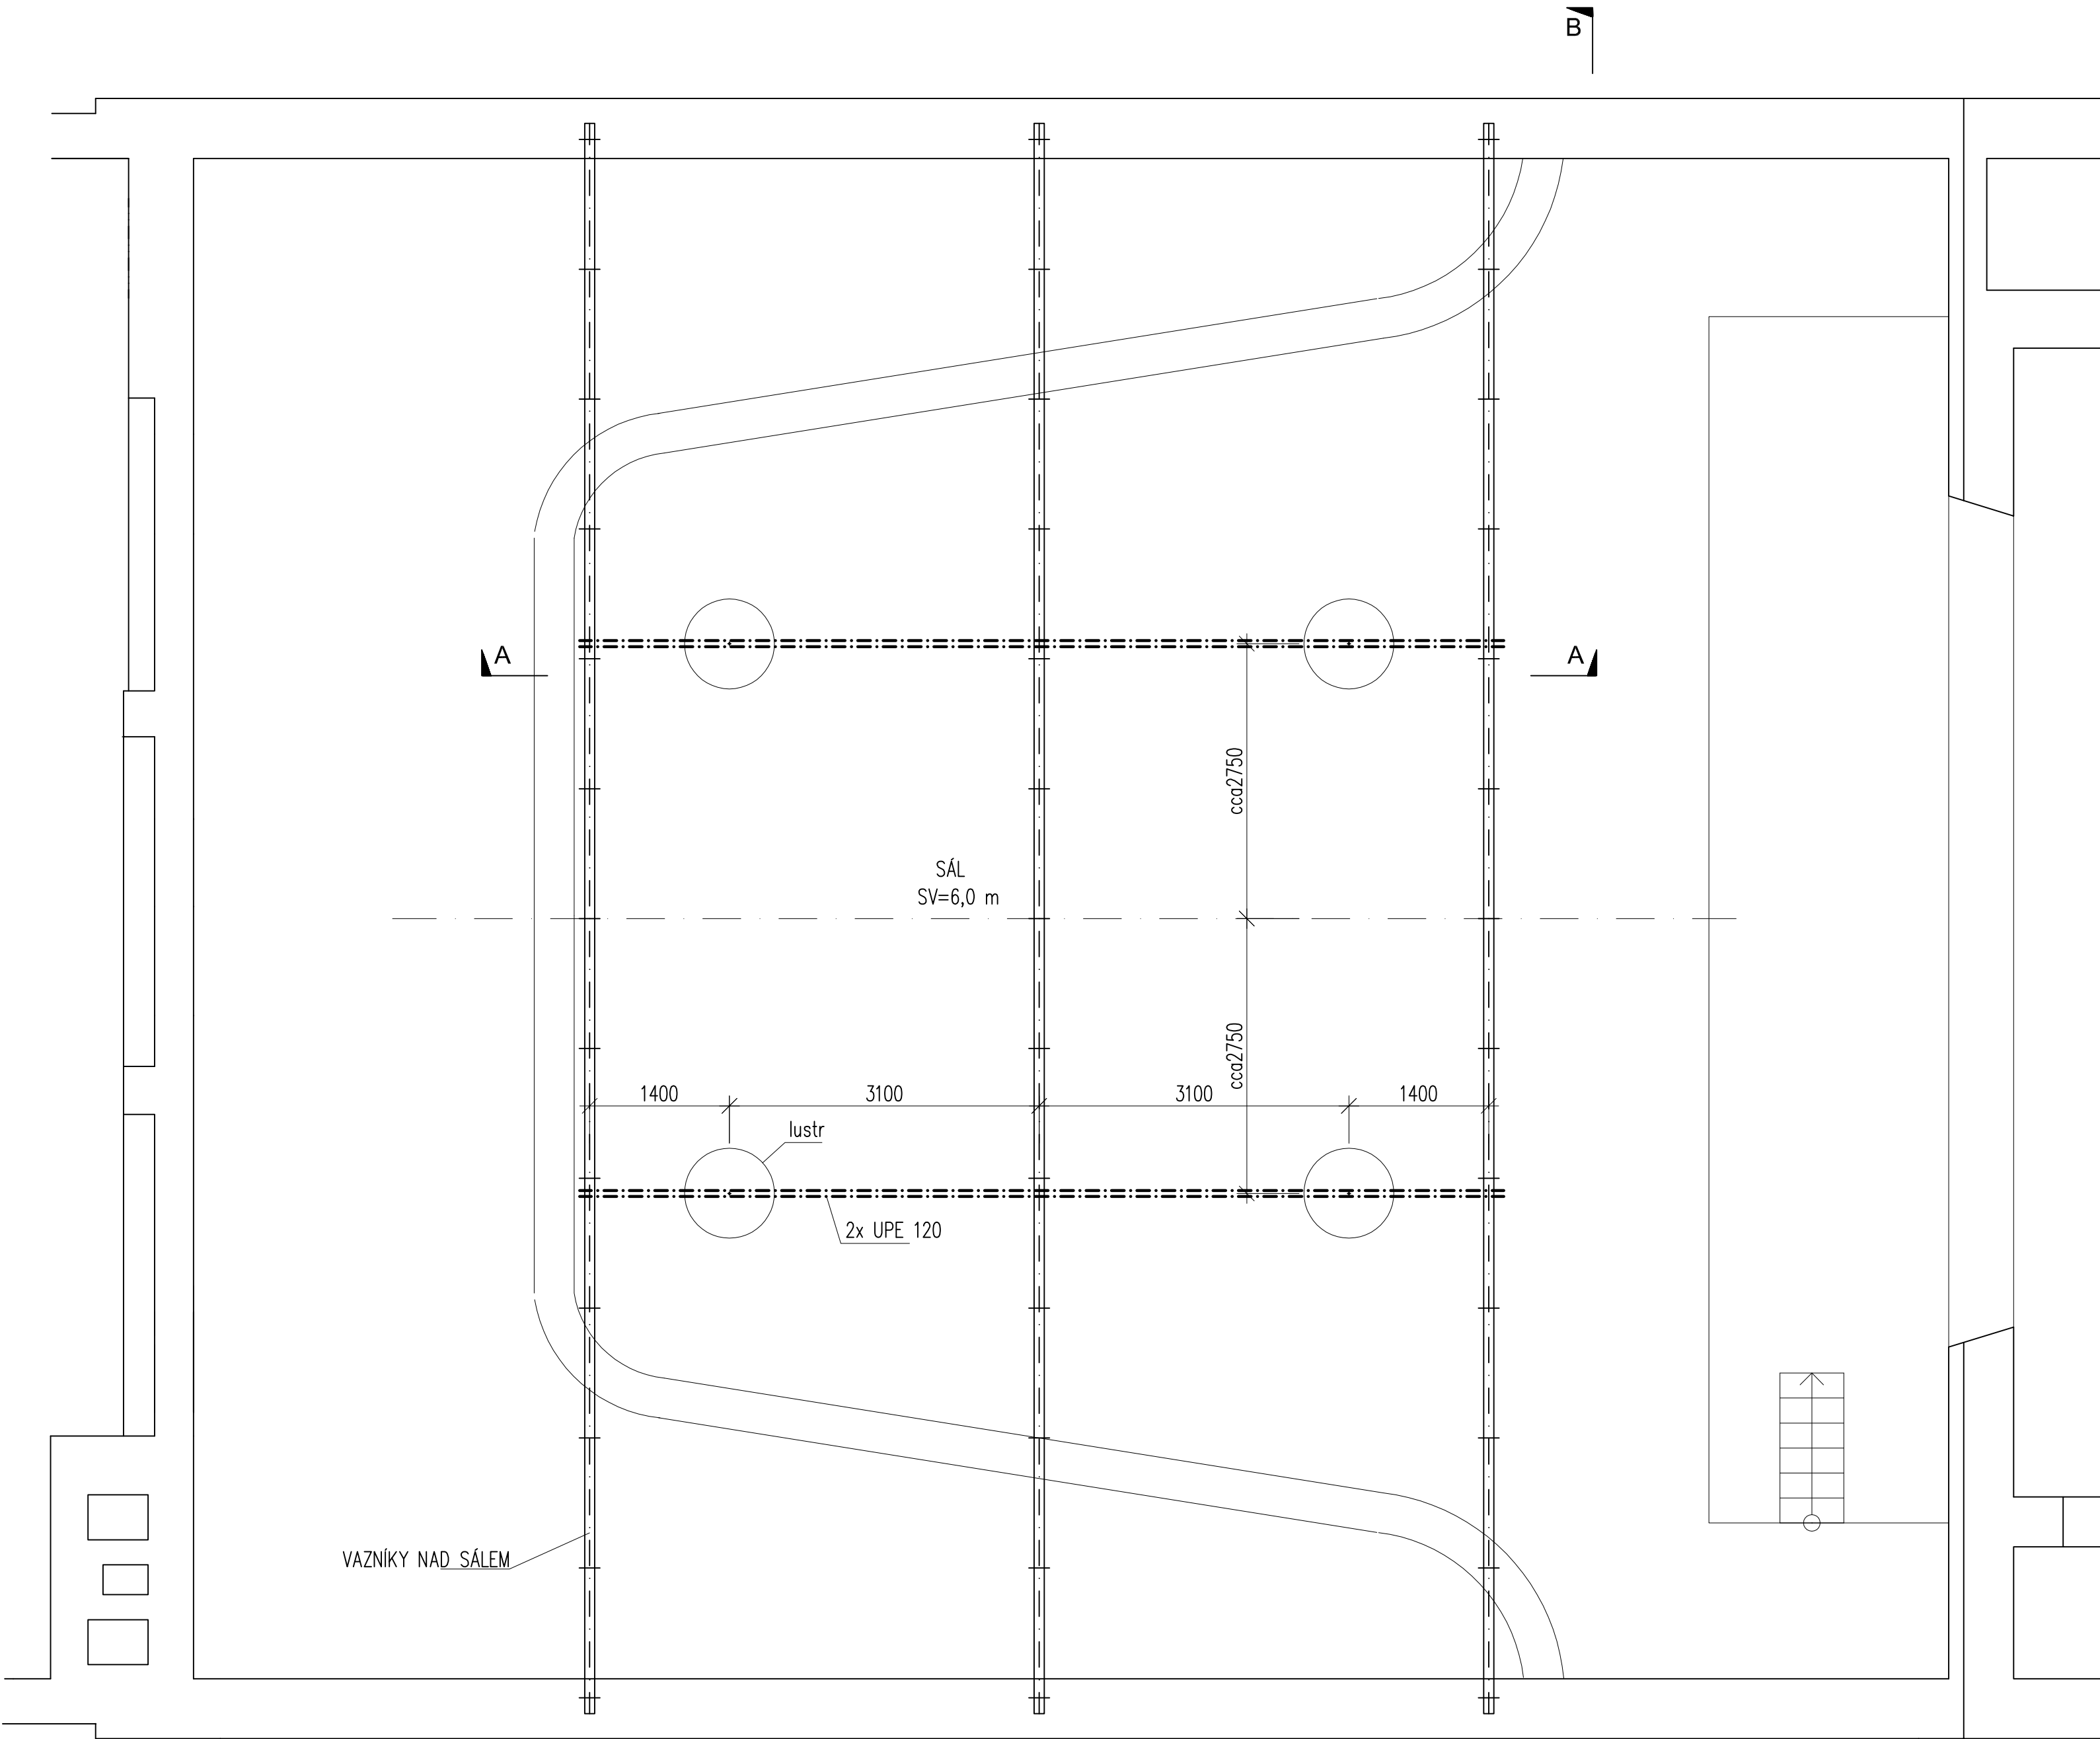 B
A
A
cca2750
SÁL
SV=6,0 m
cca2750
1400
3100
3100
1400
lustr
2x UPE 120
VAZNÍKY NAD SÁLEM